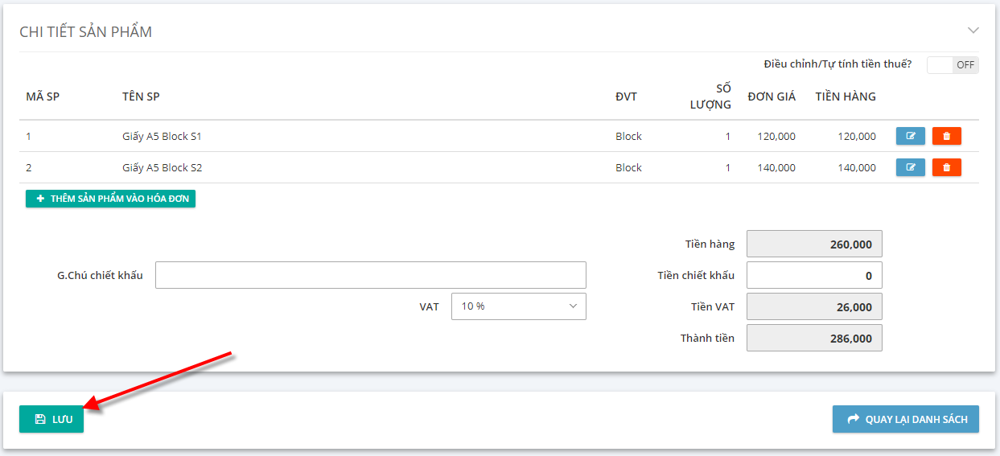 CHI TIẾT SẢN PHẨM
Điều chỉnh/Tự tính tiền thuế? OFF
MÃ SP TÊN SP ĐVT SỐ LƯỢNG ĐƠN GIÁ TIỀN HÀNG
1 Giấy A5 Block S1 Block 1 120,000 120,000
2 Giấy A5 Block S2 Block 1 140,000 140,000
THÊM SẢN PHẨM VÀO HÓA ĐƠN
Tiền hàng 260,000
G.Chú chiết khấu Tiền chiết khấu 0
VAT 10 % Tiền VAT 26,000
Thành tiền 286,000
LƯU QUAY LẠI DANH SÁCH